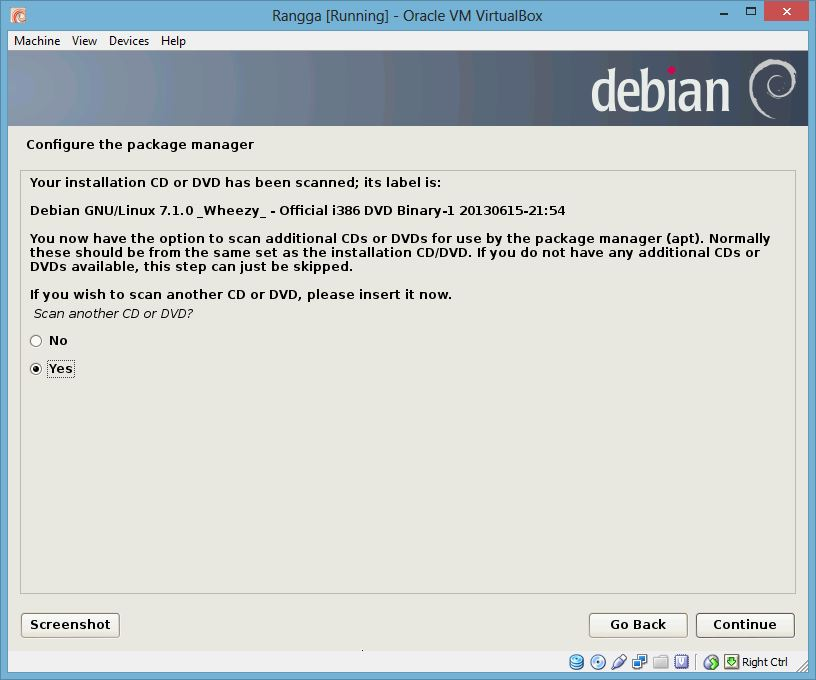 Rangga [Running] - Oracle VM VirtualBox
Machine View Devices Help
debian
Configure the package manager
Your installation CD or DVD has been scanned; its label is:
Debian GNU/Linux 7.1.0 _Wheezy_ - Official i386 DVD Binary-1 20130615-21:54
You now have the option to scan additional CDs or DVDs for use by the package manager (apt). Normally
these should be from the same set as the installation CD/DVD. If you do not have any additional CDs or
DVDs available, this step can just be skipped.
If you wish to scan another CD or DVD, please insert it now.
Scan another CD or DVD?
No
Yes
Screenshot Go Back Continue
Right Ctrl